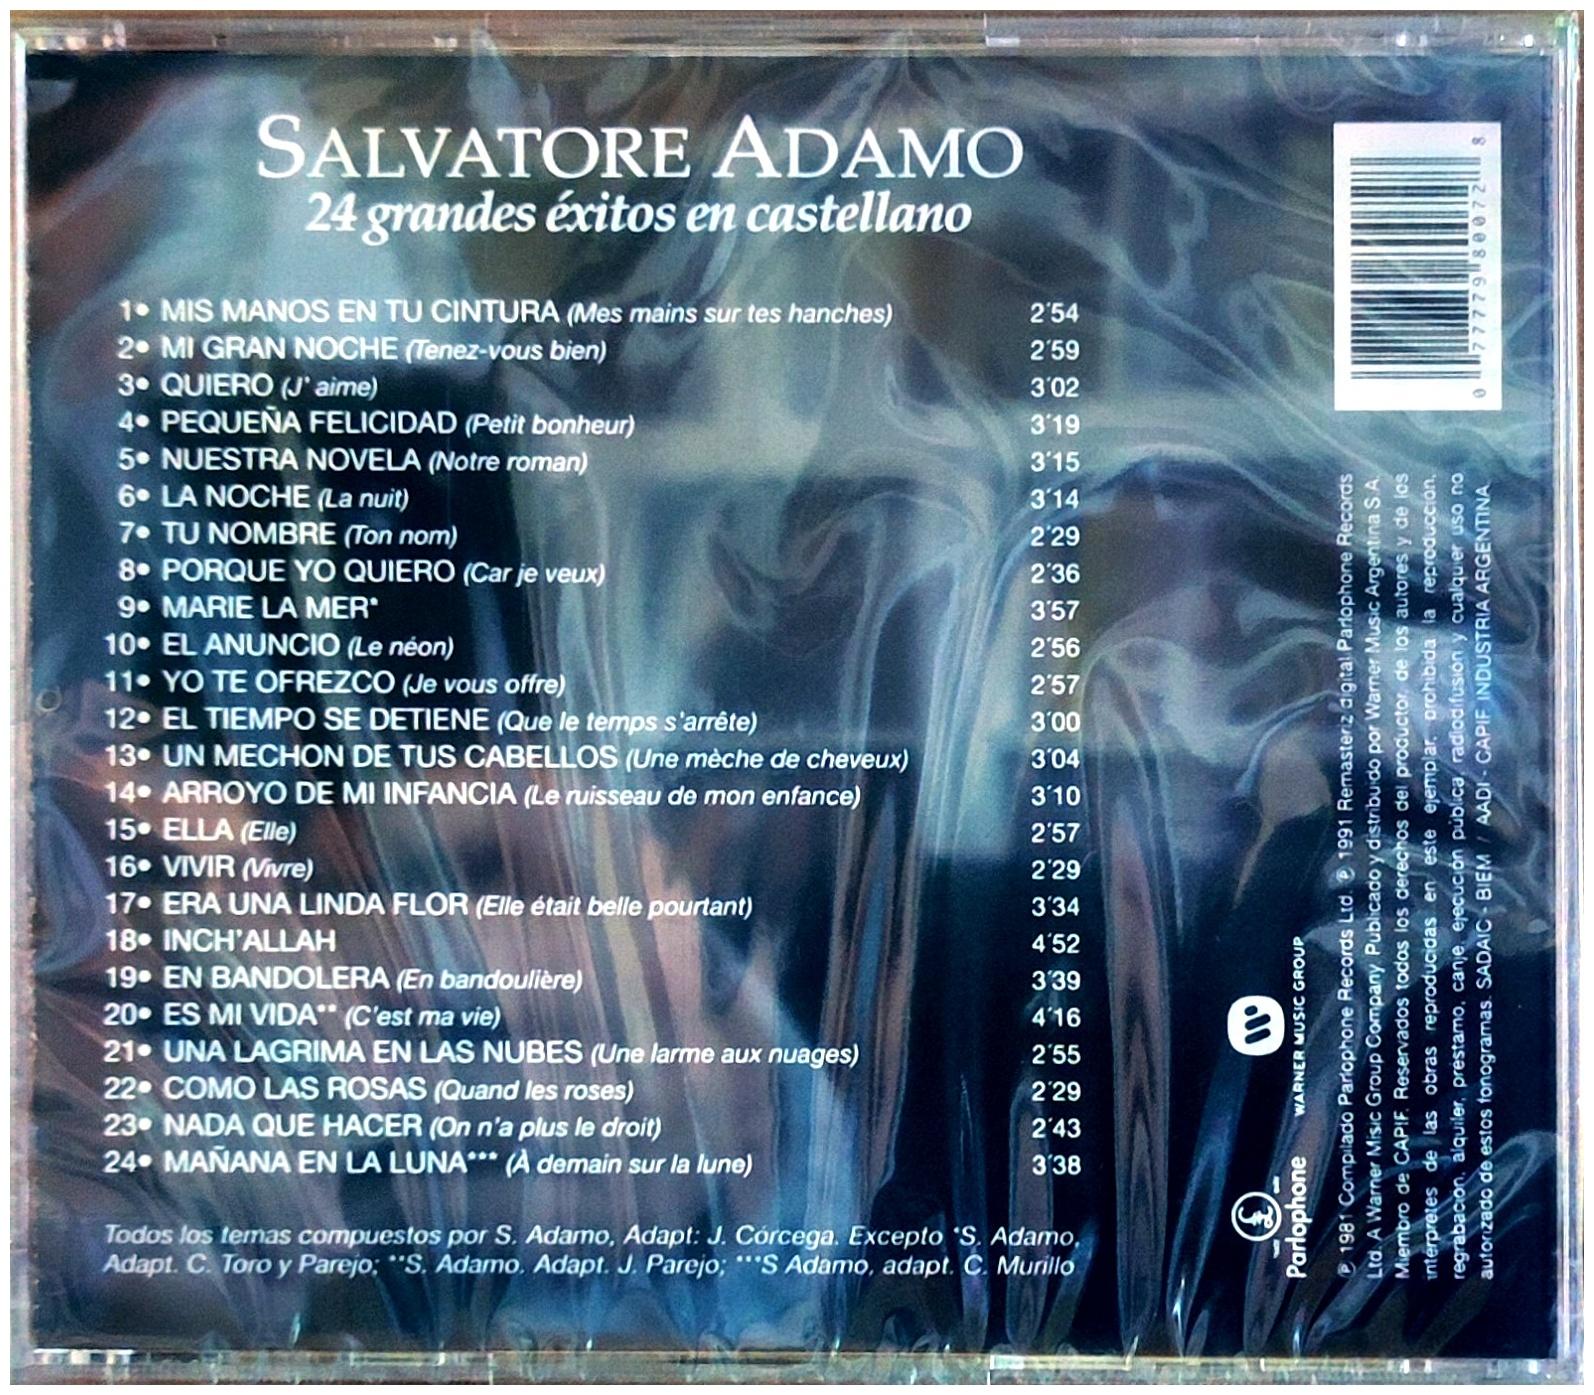 SALVATORE ADAMO
24 grandes éxitos en castellano
1• MIS MANOS EN TU CINTURA (Mes mains sur tes hanches) 2'54
2• MI GRAN NOCHE (Tenez-vous bien) 2'59
3• QUIERO (J' aime) 3'02
4• PEQUEÑA FELICIDAD (Petit bonheur) 3'19
5• NUESTRA NOVELA (Notre roman) 3'15
6• LA NOCHE (La nuit) 3'14
7• TU NOMBRE (Ton nom) 2'29
8• PORQUE YO QUIERO (Car je veux) 2'36
9• MARIE LA MER* 3'57
10• EL ANUNCIO (Le néon) 2'56
11• YO TE OFREZCO (Je vous offre) 2'57
12• EL TIEMPO SE DETIENE (Que le temps s'arrête) 3'00
13• UN MECHON DE TUS CABELLOS (Une mèche de cheveux) 3'04
14• ARROYO DE MI INFANCIA (Le ruisseau de mon enfance) 3'10
15• ELLA (Elle) 2'57
16• VIVIR (Vivre) 2'29
17• ERA UNA LINDA FLOR (Elle était belle pourtant) 3'34
18• INCH'ALLAH 4'52
19• EN BANDOLERA (En bandoulière) 3'39
20• ES MI VIDA** (C'est ma vie) 4'16
21• UNA LAGRIMA EN LAS NUBES (Une larme aux nuages) 2'55
22• COMO LAS ROSAS (Quand les roses) 2'29
23• NADA QUE HACER (On n'a plus le droit) 2'43
24• MAÑANA EN LA LUNA*** (À demain sur la lune) 3'38
Todos los temas compuestos por S. Adamo, Adapt: J. Córcega. Excepto *S. Adamo,
Adapt. C. Toro y Parejo; **S. Adamo. Adapt. J. Parejo; ***S Adamo, adapt. C. Murillo
0 77779 80072 8
Parlophone
WARNER MUSIC GROUP
℗ 1981 Compilado Parlophone Records Ltd. ℗ 1991 Remasteriz digital Parlophone Records
Ltd. A Warner Misic Group Company. Publicado y distribuido por Warner Music Argentina S.A.
Miembro de CAPIF. Reservados todos los derechos del productor, de los autores y de los
intérpretes de las obras reproducidas en este ejemplar, prohibida la reproducción,
regrabación, alquiler, préstamo, canje, ejecución pública, radiodifusión y cualquier uso no
autorizado de estos fonogramas. SADAIC - BIEM / AADI - CAPIF INDUSTRIA ARGENTINA.